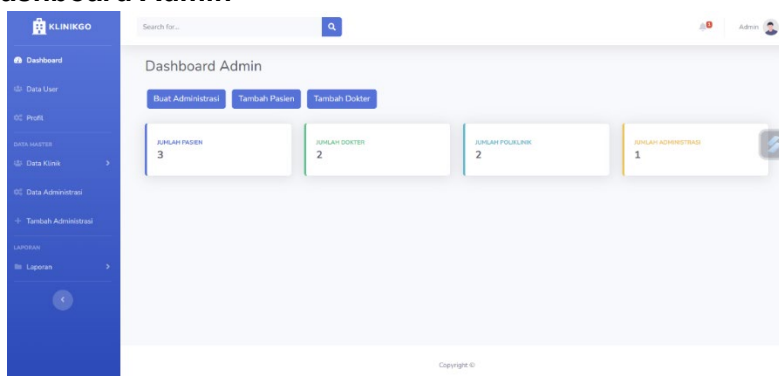 KLINIKGO
Search for...
Admin
Dashboard
Data User
Profil
DATA MASTER
Data Klinik
Data Administrasi
Tambah Administrasi
LAPORAN
Laporan
Dashboard Admin
Buat Administrasi Tambah Pasien Tambah Dokter
JUMLAH PASIEN
3
JUMLAH DOKTER
2
JUMLAH POLIKLINIK
2
JUMLAH ADMINISTRASI
1
Copyright ©